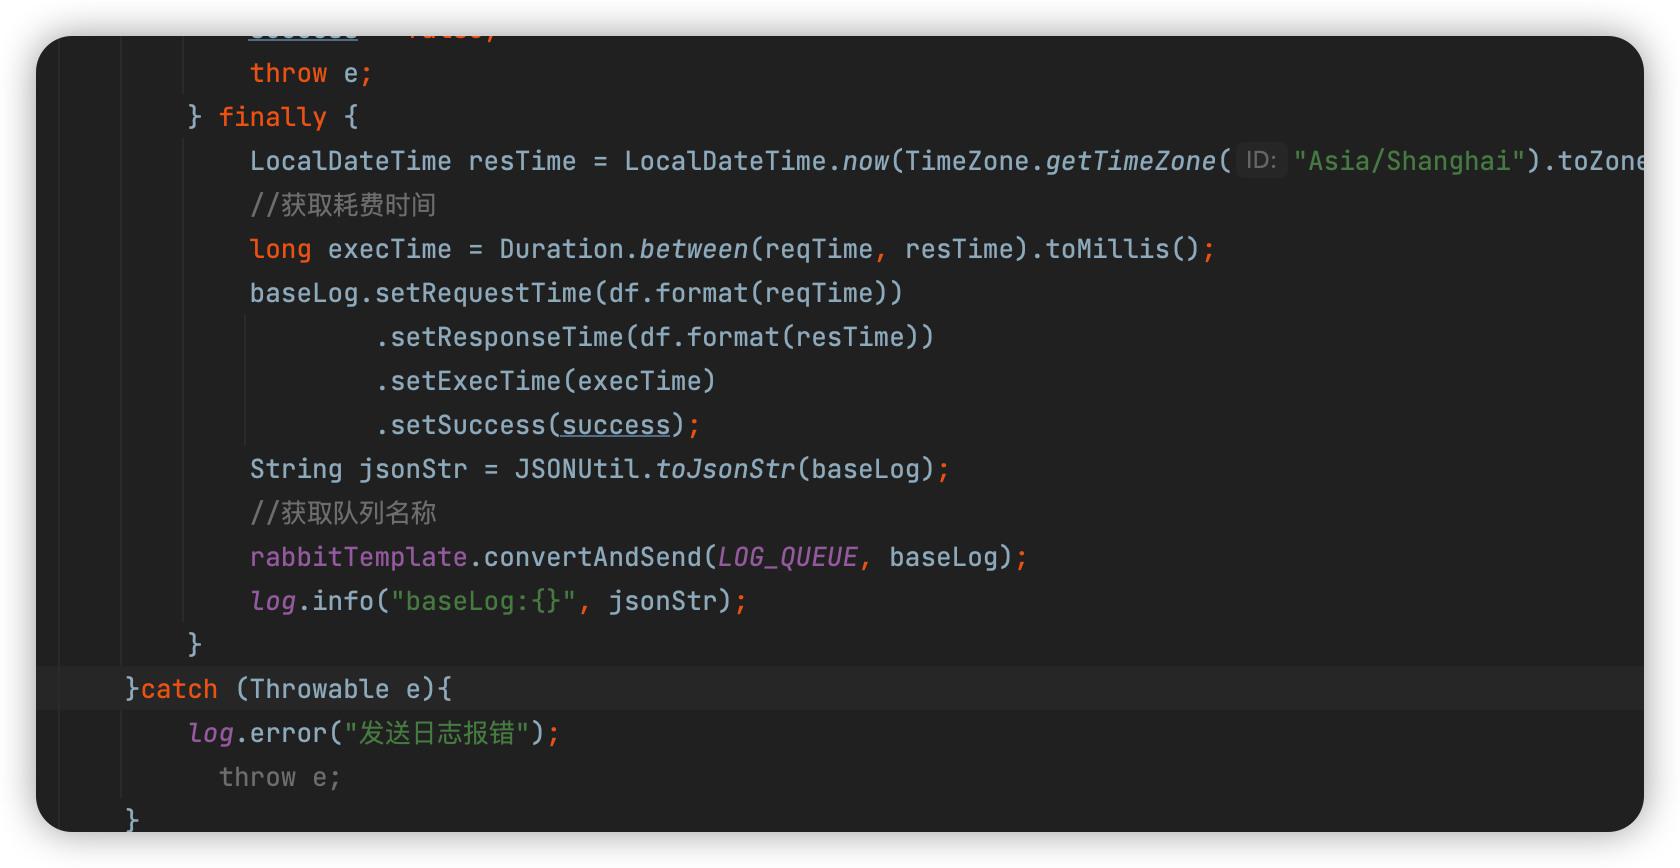 throw e;
} finally {
LocalDateTime resTime = LocalDateTime.now(TimeZone.getTimeZone( ID: "Asia/Shanghai").toZone
//获取耗费时间
long execTime = Duration.between(reqTime, resTime).toMillis();
baseLog.setRequestTime(df.format(reqTime))
.setResponseTime(df.format(resTime))
.setExecTime(execTime)
.setSuccess(success);
String jsonStr = JSONUtil.toJsonStr(baseLog);
//获取队列名称
rabbitTemplate.convertAndSend(LOG_QUEUE, baseLog);
log.info("baseLog:{}", jsonStr);
}
}catch (Throwable e){
log.error("发送日志报错");
throw e;
}